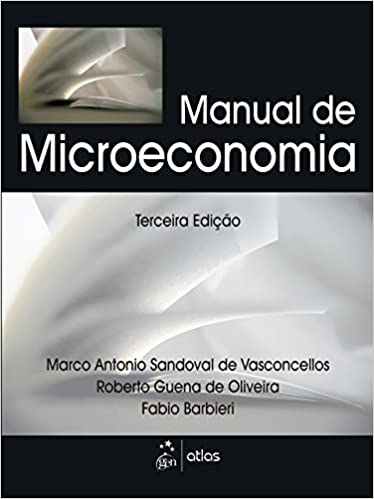 Manual de
Microeconomia
Terceira Edição
Marco Antonio Sandoval de Vasconcellos
Roberto Guena de Oliveira
Fabio Barbieri
gen
atlas